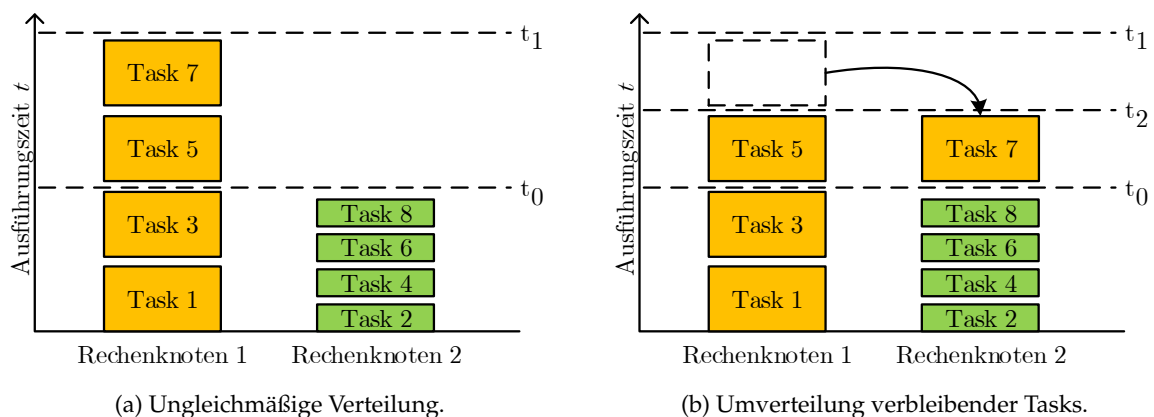 Ausführungszeit t
t1
Task 7
Task 5
t0
Task 3
Task 8
Task 6
Task 1
Task 4
Task 2
Rechenknoten 1
Rechenknoten 2
(a) Ungleichmäßige Verteilung.
Ausführungszeit t
t1
t2
Task 5
Task 7
t0
Task 3
Task 8
Task 6
Task 1
Task 4
Task 2
Rechenknoten 1
Rechenknoten 2
(b) Umverteilung verbleibender Tasks.